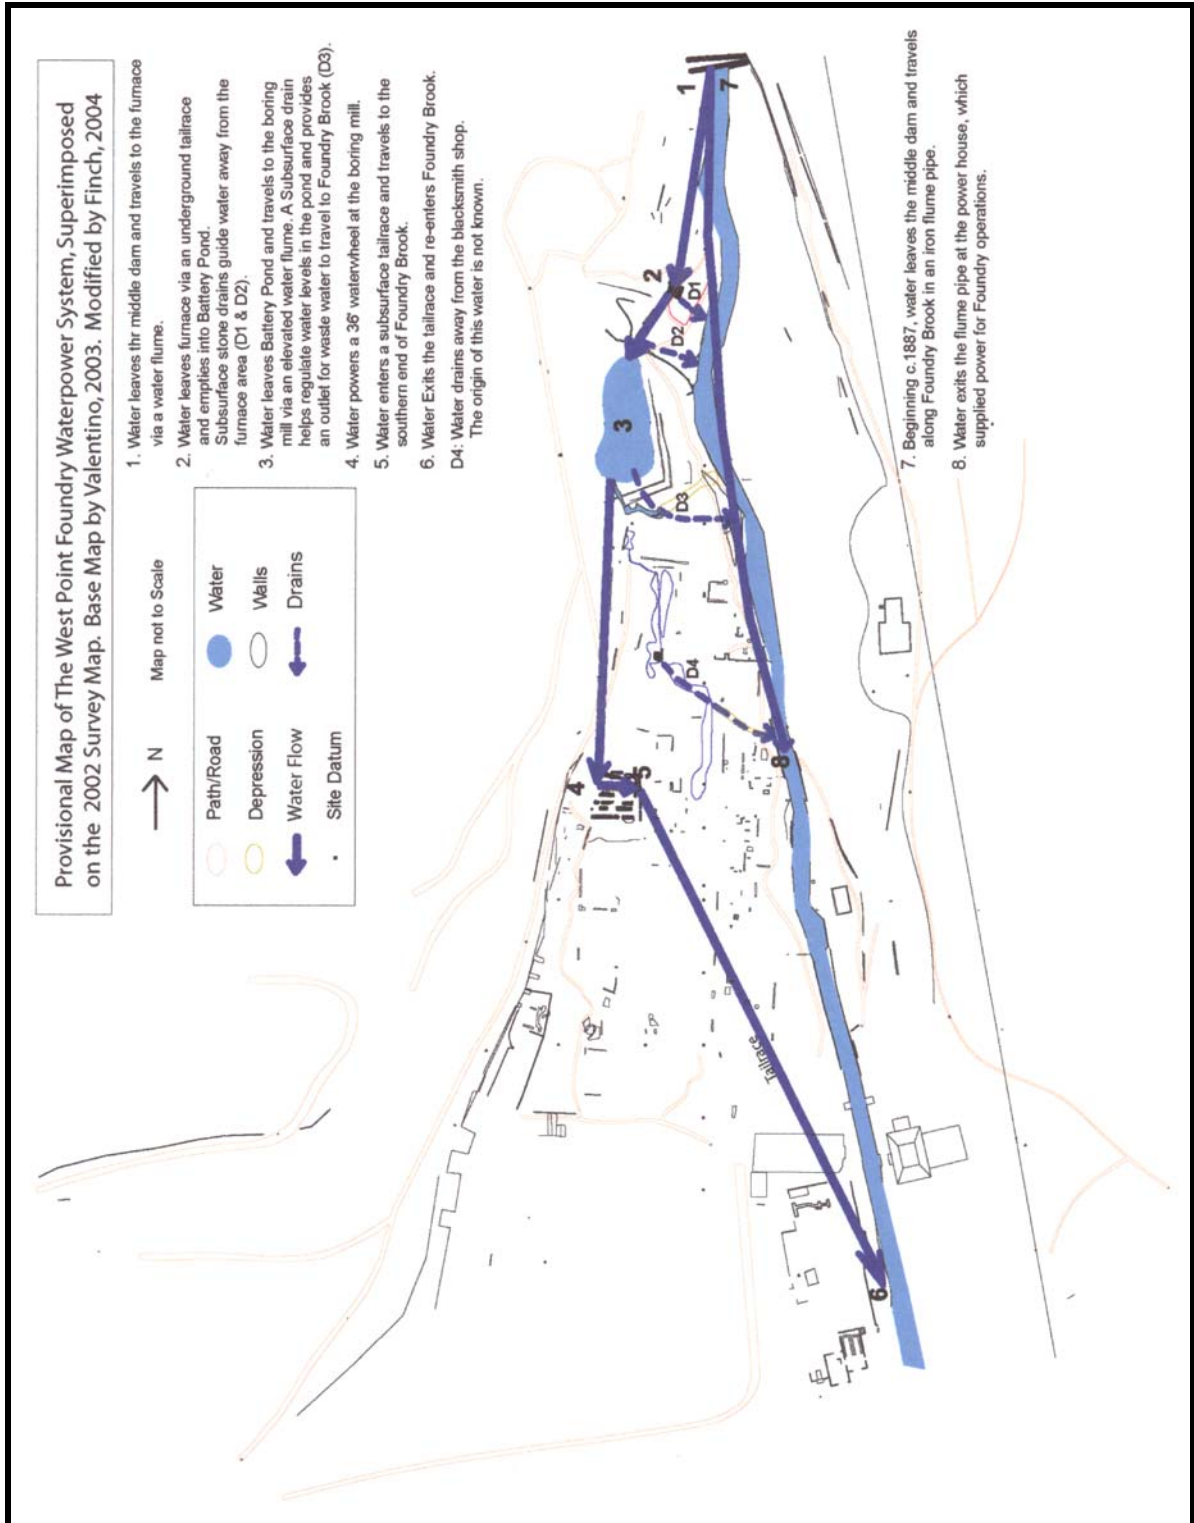 Provisional Map of The West Point Foundry Waterpower System, Superimposed
on the 2002 Survey Map. Base Map by Valentino, 2003. Modified by Finch, 2004
N
Map not to Scale
Path/Road
Water
Depression
Walls
Water Flow
Drains
Site Datum
1. Water leaves thr middle dam and travels to the furnace
via a water flume.
2. Water leaves furnace via an underground tailrace
and empties into Battery Pond.
Subsurface stone drains guide water away from the
furnace area (D1 & D2).
3. Water leaves Battery Pond and travels to the boring
mill via an elevated water flume. A Subsurface drain
helps regulate water levels in the pond and provides
an outlet for waste water to travel to Foundry Brook (D3).
4. Water powers a 36' waterwheel at the boring mill.
5. Water enters a subsurface tailrace and travels to the
southern end of Foundry Brook.
6. Water Exits the tailrace and re-enters Foundry Brook.
D4: Water drains away from the blacksmith shop.
The origin of this water is not known.
7. Beginning c.1887, water leaves the middle dam and travels
along Foundry Brook in an iron flume pipe.
8. Water exits the flume pipe at the power house, which
supplied power for Foundry operations.
1
7
2
D1
D2
3
D3
D4
4
5
8
Tailrace
6